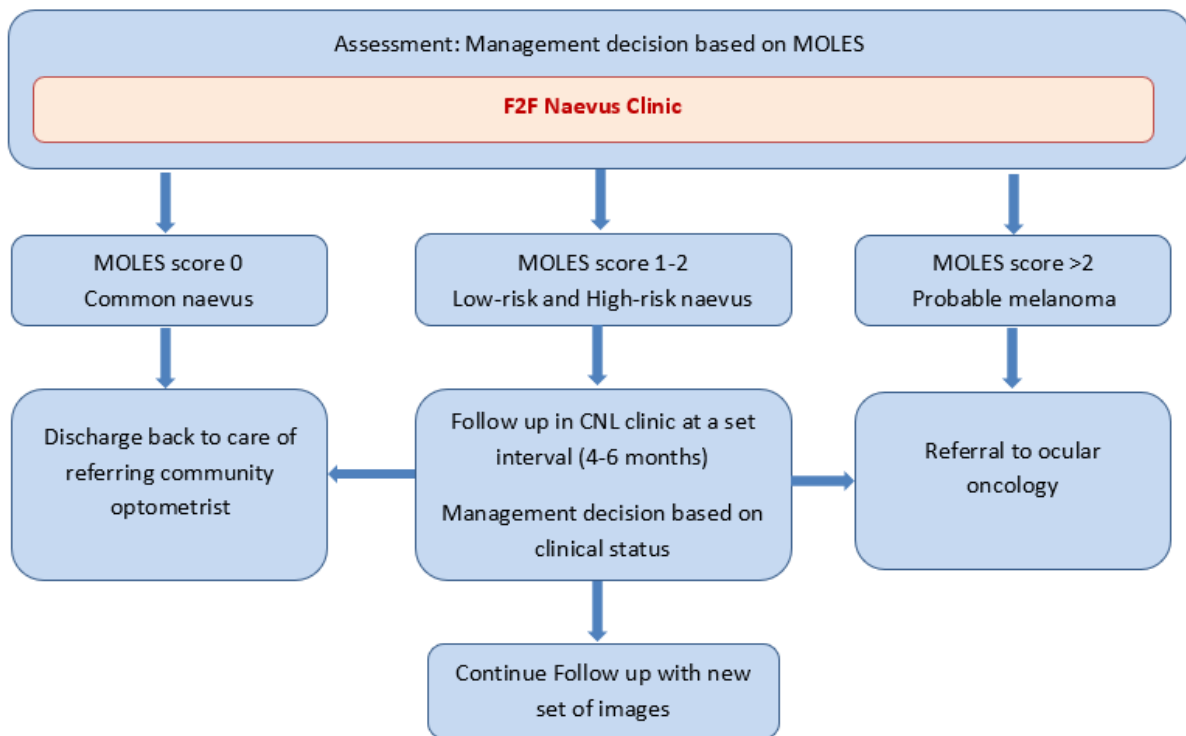 Assessment: Management decision based on MOLES
F2F Naevus Clinic
MOLES score 0
Common naevus
MOLES score 1-2
Low-risk and High-risk naevus
MOLES score >2
Probable melanoma
Discharge back to care of
referring community
optometrist
Follow up in CNL clinic at a set
interval (4-6 months)
Management decision based on
clinical status
Referral to ocular
oncology
Continue Follow up with new
set of images